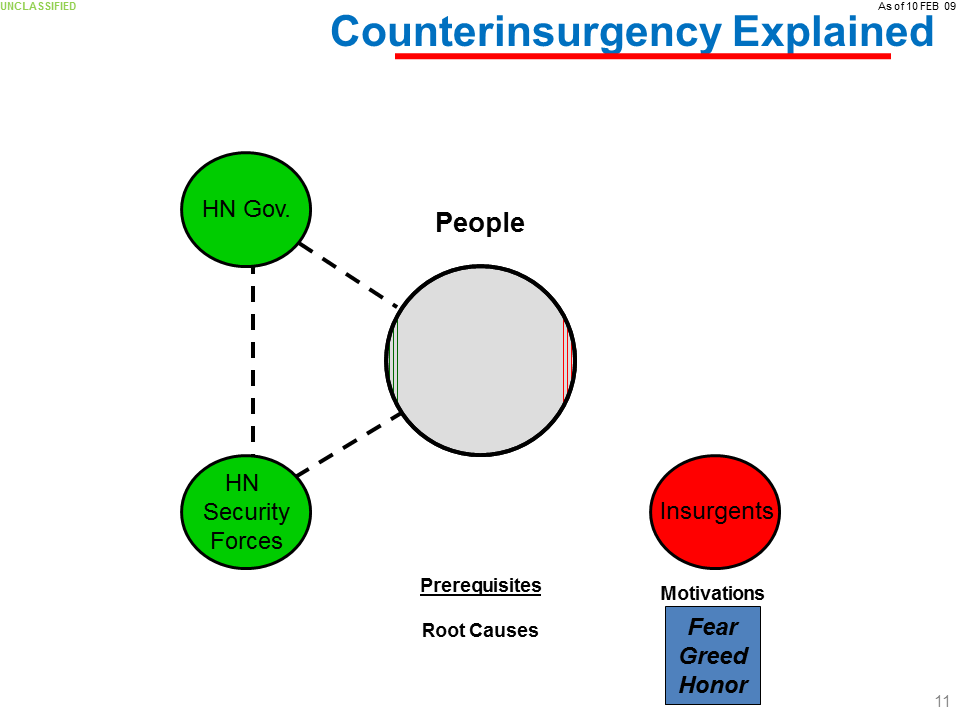 UNCLASSIFIED
As of 10 FEB 09
Counterinsurgency Explained
HN Gov.
People
HN
Security
Forces
Insurgents
Prerequisites
Root Causes
Motivations
Fear
Greed
Honor
11